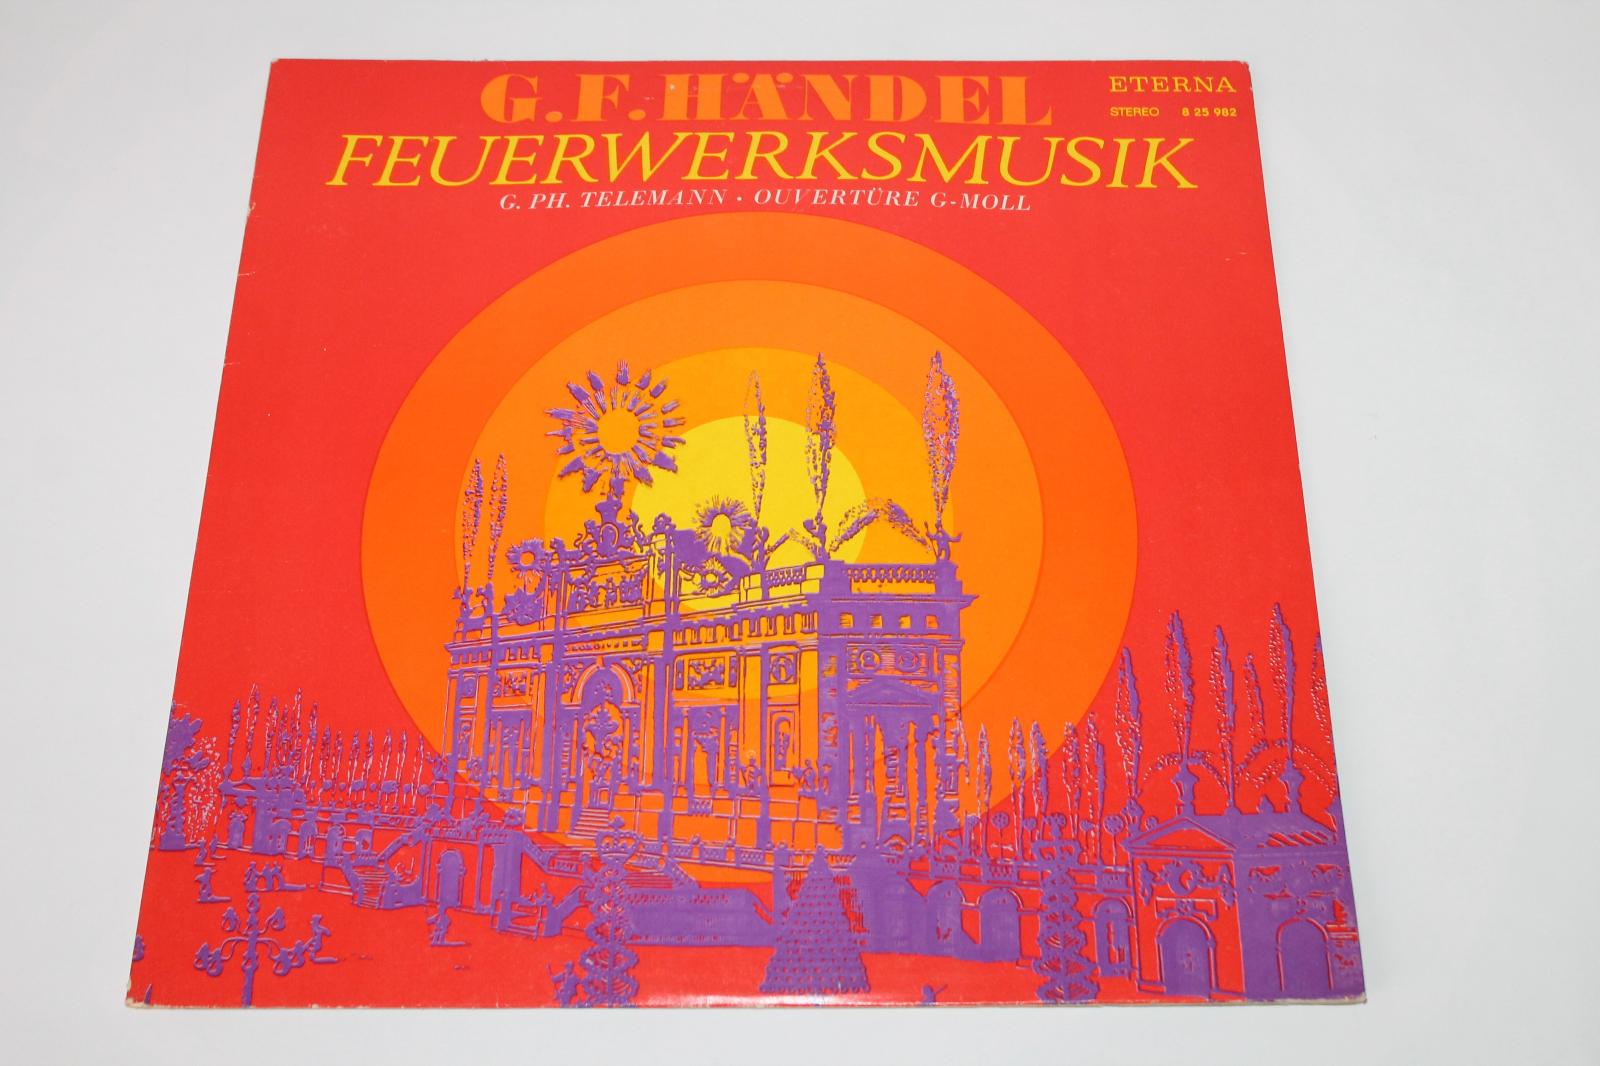 G.F.HÄNDEL
ETERNA
STEREO 8 25 982
FEUERWERKSMUSIK
G. PH. TELEMANN · OUVERTÜRE G-MOLL